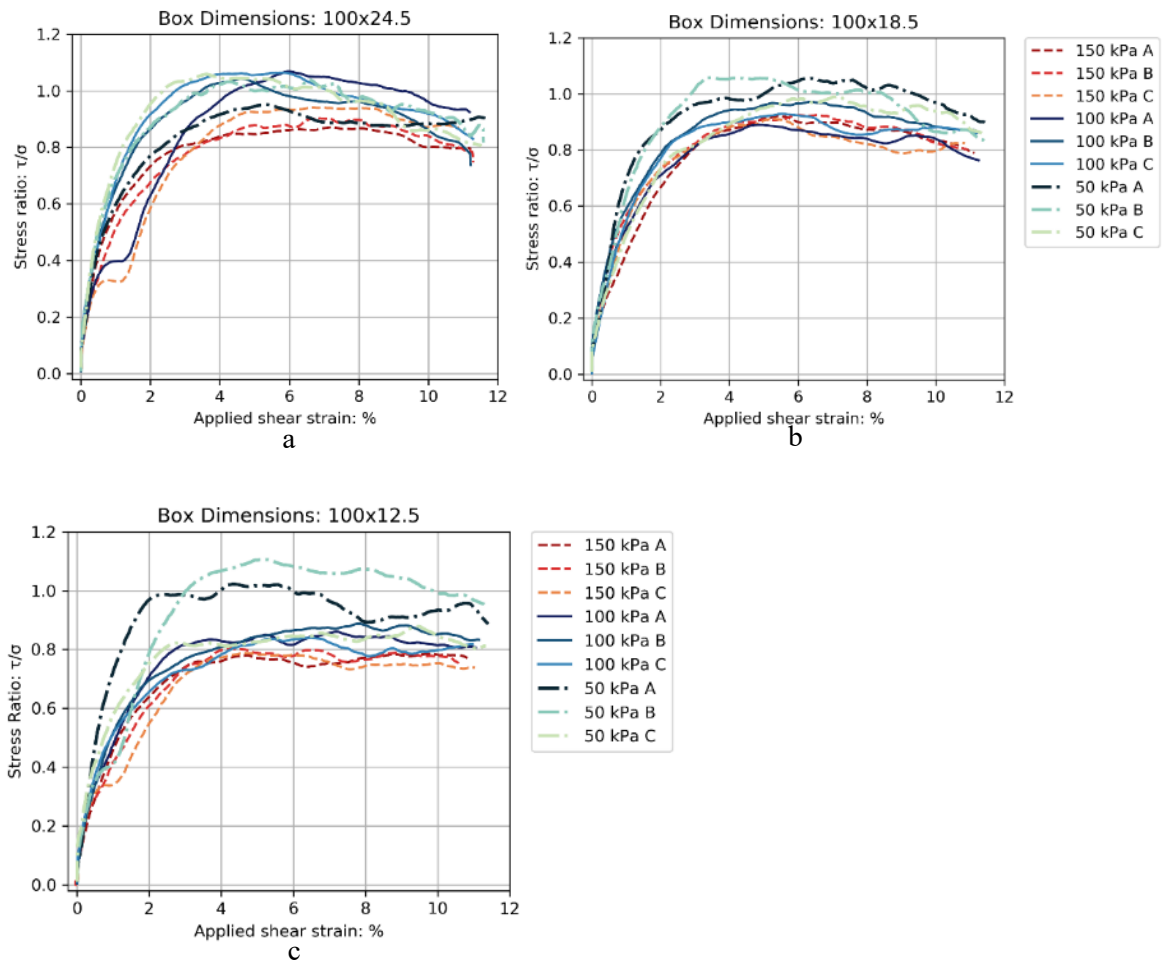 Box Dimensions: 100x24.5
Stress ratio: τ/σ
1.2
1.0
0.8
0.6
0.4
0.2
0.0
0 2 4 6 8 10 12
Applied shear strain: %
a
Box Dimensions: 100x18.5
Stress ratio: τ/σ
1.2
1.0
0.8
0.6
0.4
0.2
0.0
0 2 4 6 8 10 12
Applied shear strain: %
b
150 kPa A
150 kPa B
150 kPa C
100 kPa A
100 kPa B
100 kPa C
50 kPa A
50 kPa B
50 kPa C
Box Dimensions: 100x12.5
Stress Ratio: τ/σ
1.2
1.0
0.8
0.6
0.4
0.2
0.0
0 2 4 6 8 10 12
Applied shear strain: %
c
150 kPa A
150 kPa B
150 kPa C
100 kPa A
100 kPa B
100 kPa C
50 kPa A
50 kPa B
50 kPa C